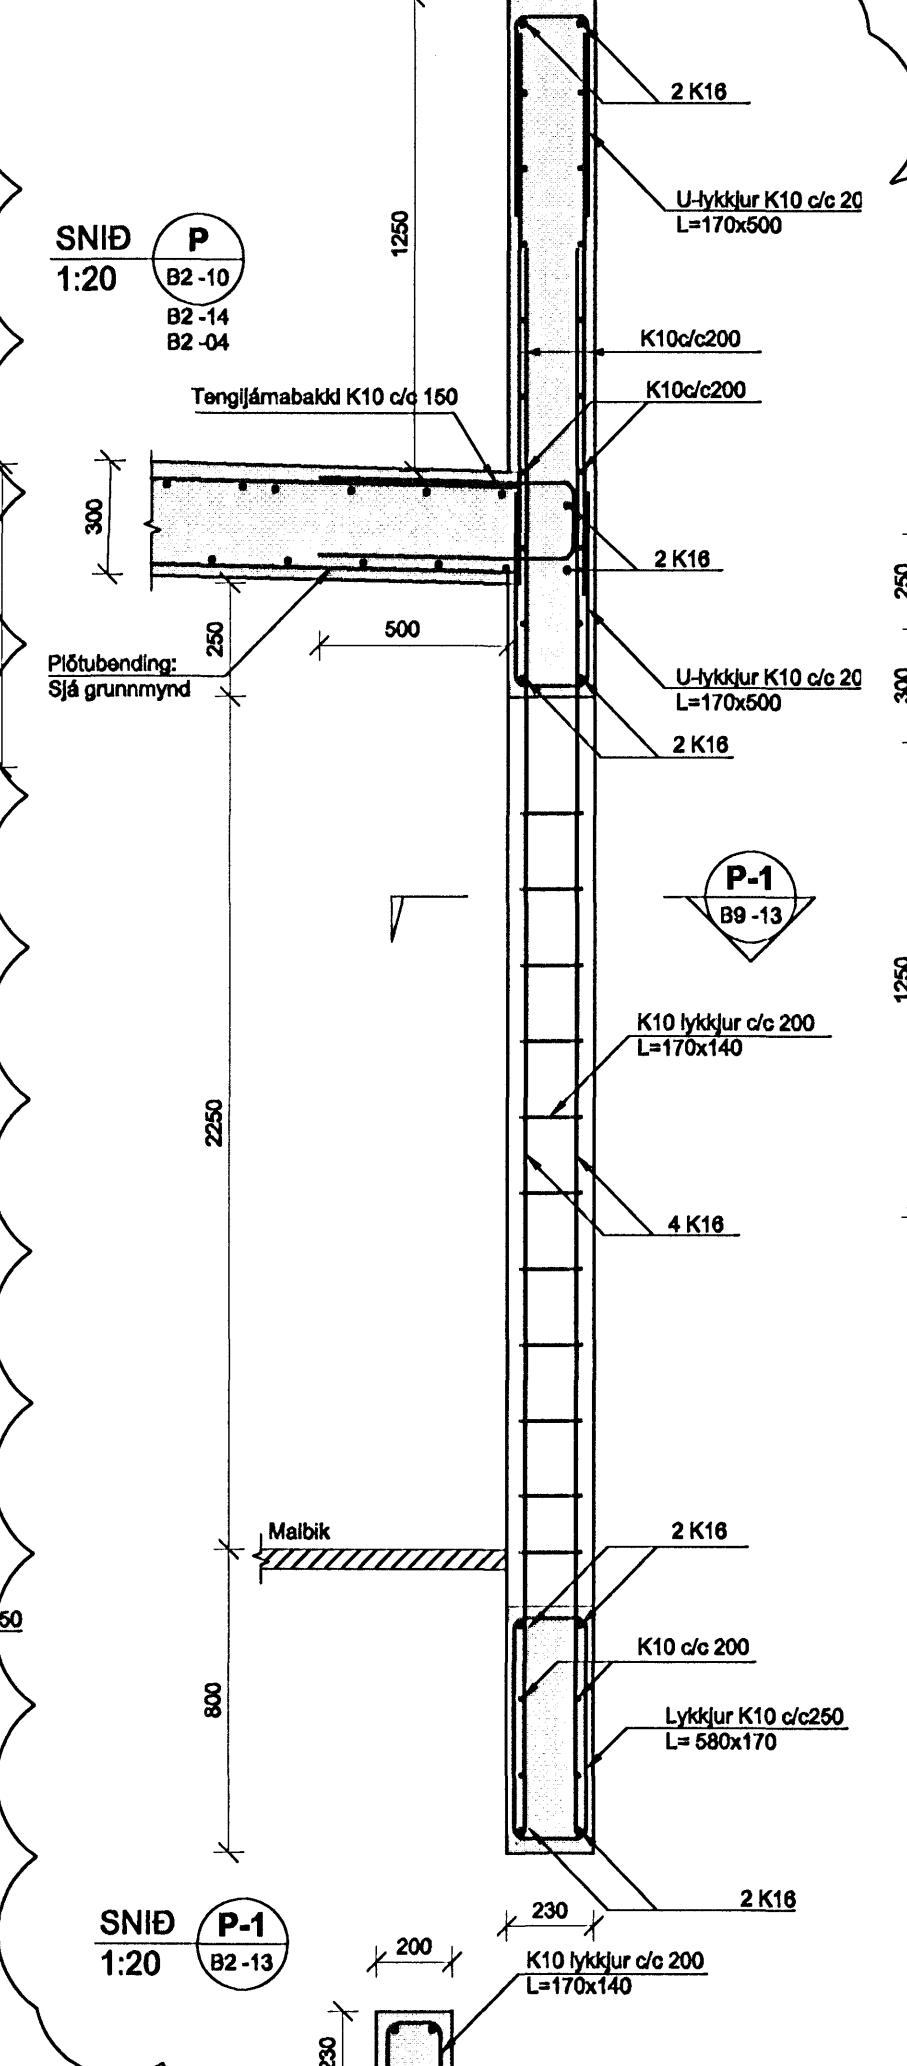 2 K16
U-lykkjur K10 c/c 20
L=170x500
1250
SNIÐ
1:20
P
B2 -10
B2 -14
B2 -04
K10c/c200
K10c/c200
Tengijárnabakki K10 c/c 150
300
2 K16
250
500
Plötubending:
Sjá grunnmynd
U-lykkjur K10 c/c 20
L=170x500
2 K16
250
300
P-1
B9 -13
1250
K10 lykkjur c/c 200
L=170x140
2250
4 K16
Malbik
2 K16
50
K10 c/c 200
800
Lykkjur K10 c/c250
L= 580x170
2 K16
230
SNIÐ
1:20
P-1
B2 -13
200
K10 lykkjur c/c 200
L=170x140
230